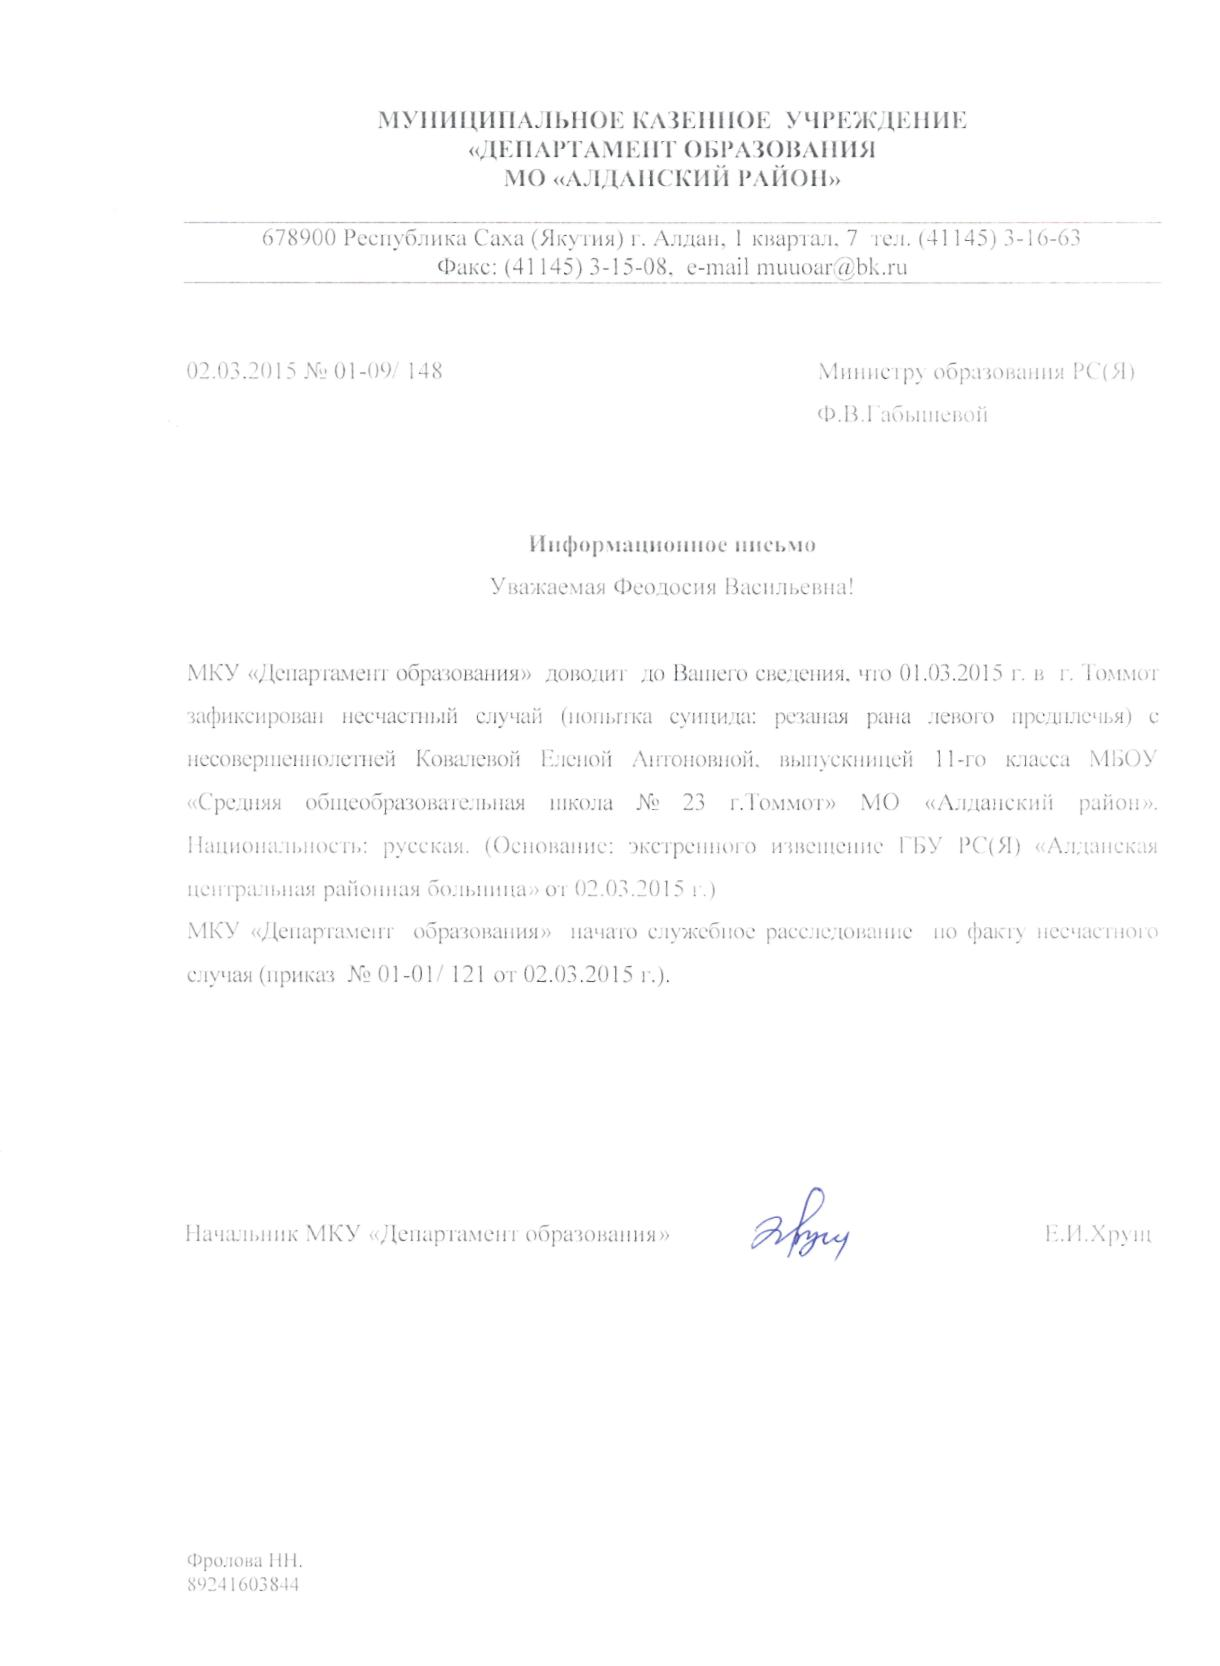 МУНИЦИПАЛЬНОЕ КАЗЕННОЕ УЧРЕЖДЕНИЕ
«ДЕПАРТАМЕНТ ОБРАЗОВАНИЯ
МО «АЛДАНСКИЙ РАЙОН»
678900 Республика Саха (Якутия) г. Алдан, 1 квартал, 7 тел. (41145) 3-16-63
Факс: (41145) 3-15-08, e-mail muuoar@bk.ru
02.03.2015 № 01-09/ 148
Министру образования РС(Я)
Ф.В.Габышевой
Информационное письмо
Уважаемая Феодосия Васильевна!
МКУ «Департамент образования» доводит до Вашего сведения, что 01.03.2015 г. в г. Томмот
зафиксирован несчастный случай (попытка суицида: резаная рана левого предплечья) с
несовершеннолетней Ковалевой Еленой Антоновной, выпускницей 11-го класса МБОУ
«Средняя общеобразовательная школа № 23 г.Томмот» МО «Алданский район».
Национальность: русская. (Основание: экстренного извещение ГБУ РС(Я) «Алданская
центральная районная больница» от 02.03.2015 г.)
МКУ «Департамент образования» начато служебное расследование по факту несчастного
случая (приказ № 01-01/ 121 от 02.03.2015 г.).
Начальник МКУ «Департамент образования»
Е.И.Хрущ
Фролова НН.
89241603844